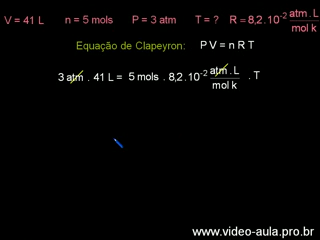 V = 41 L n = 5 mols P = 3 atm T = ? R = 8,2 . 10⁻² atm . L / mol k
Equação de Clapeyron: P V = n R T
3 atm . 41 L = 5 mols . 8,2 . 10⁻² atm . L / mol k . T
www.video-aula.pro.br